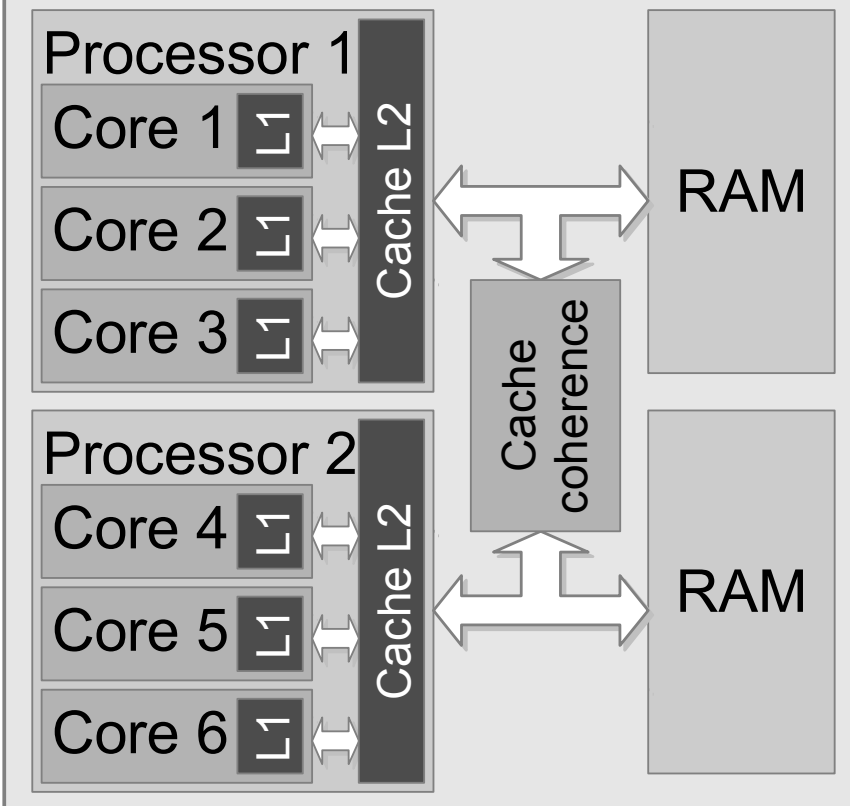 Processor 1
Core 1
L1
Core 2
L1
Core 3
L1
Cache L2
RAM
Cache
coherence
Processor 2
Core 4
L1
Core 5
L1
Core 6
L1
Cache L2
RAM